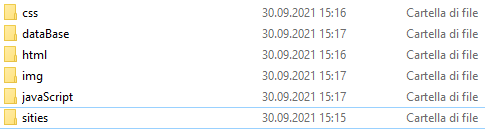 css 30.09.2021 15:16 Cartella di file
dataBase 30.09.2021 15:17 Cartella di file
html 30.09.2021 15:16 Cartella di file
img 30.09.2021 15:17 Cartella di file
javaScript 30.09.2021 15:17 Cartella di file
sities 30.09.2021 15:15 Cartella di file